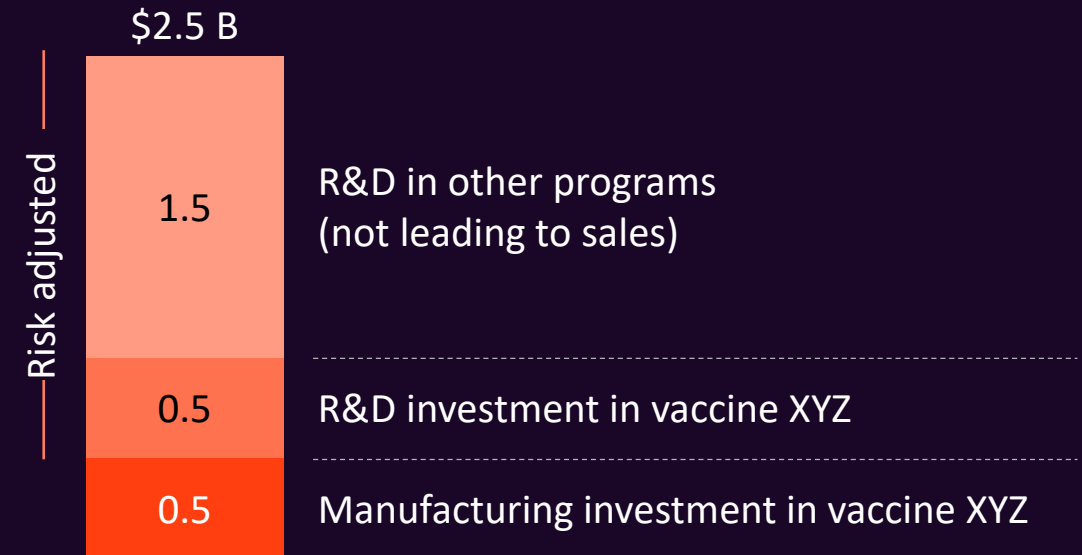 $2.5 B
Risk adjusted
1.5
R&D in other programs
(not leading to sales)
0.5
R&D investment in vaccine XYZ
0.5
Manufacturing investment in vaccine XYZ